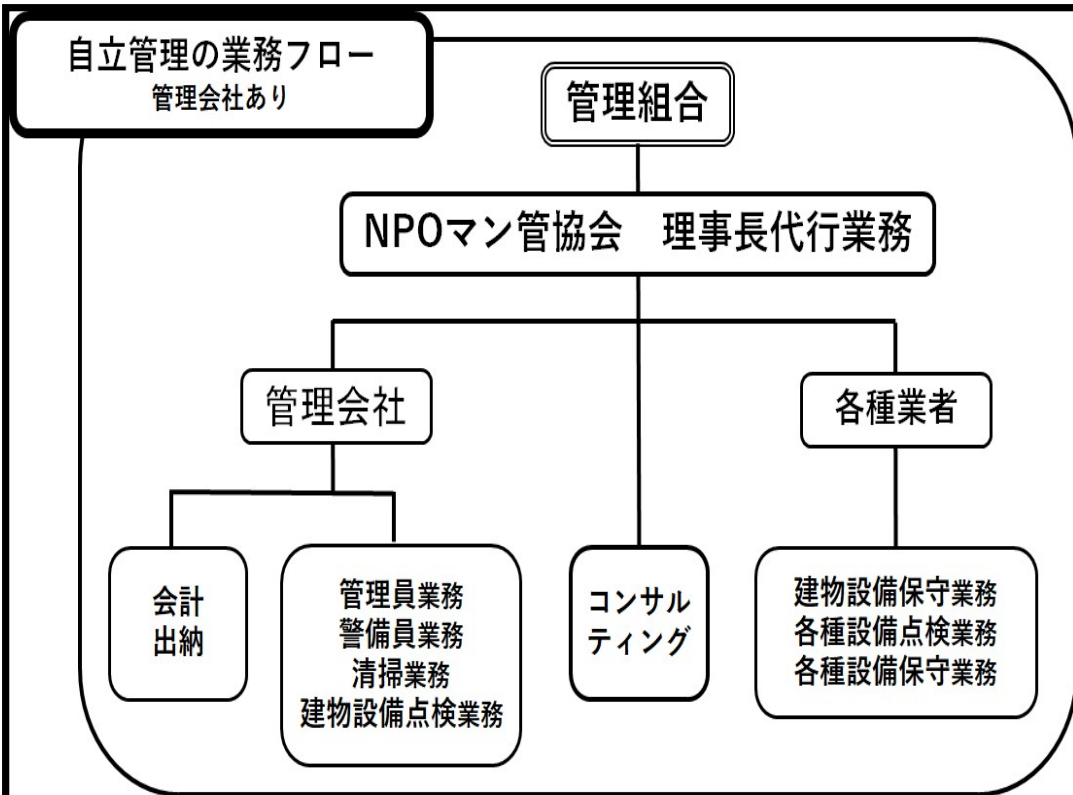 自立管理の業務フロー
管理会社あり
管理組合
NPOマン管協会　理事長代行業務
管理会社
各種業者
会計
出納
管理員業務
警備員業務
清掃業務
建物設備点検業務
コンサル
ティング
建物設備保守業務
各種設備点検業務
各種設備保守業務